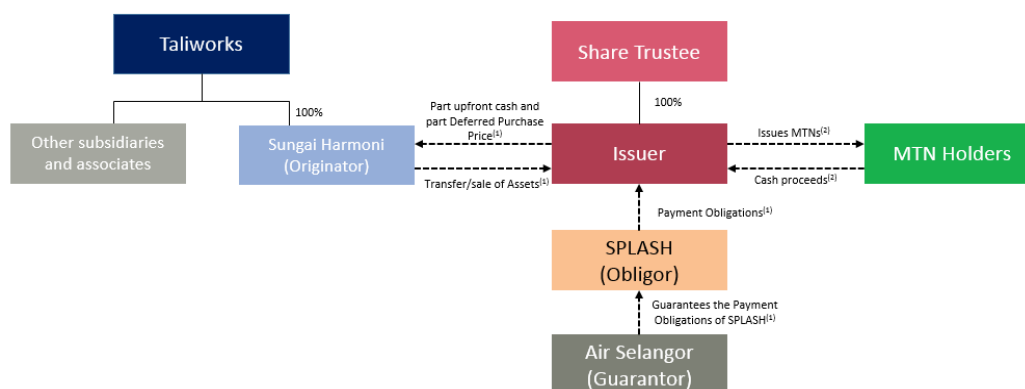 Taliworks
Share Trustee
100%
100%
Other subsidiaries
and associates
Sungai Harmoni
(Originator)
Part upfront cash and
part Deferred Purchase
Price(1)
Transfer/sale of Assets(1)
Issuer
Issues MTNs(2)
Cash proceeds(2)
MTN Holders
Payment Obligations(1)
SPLASH
(Obligor)
Guarantees the Payment
Obligations of SPLASH(1)
Air Selangor
(Guarantor)